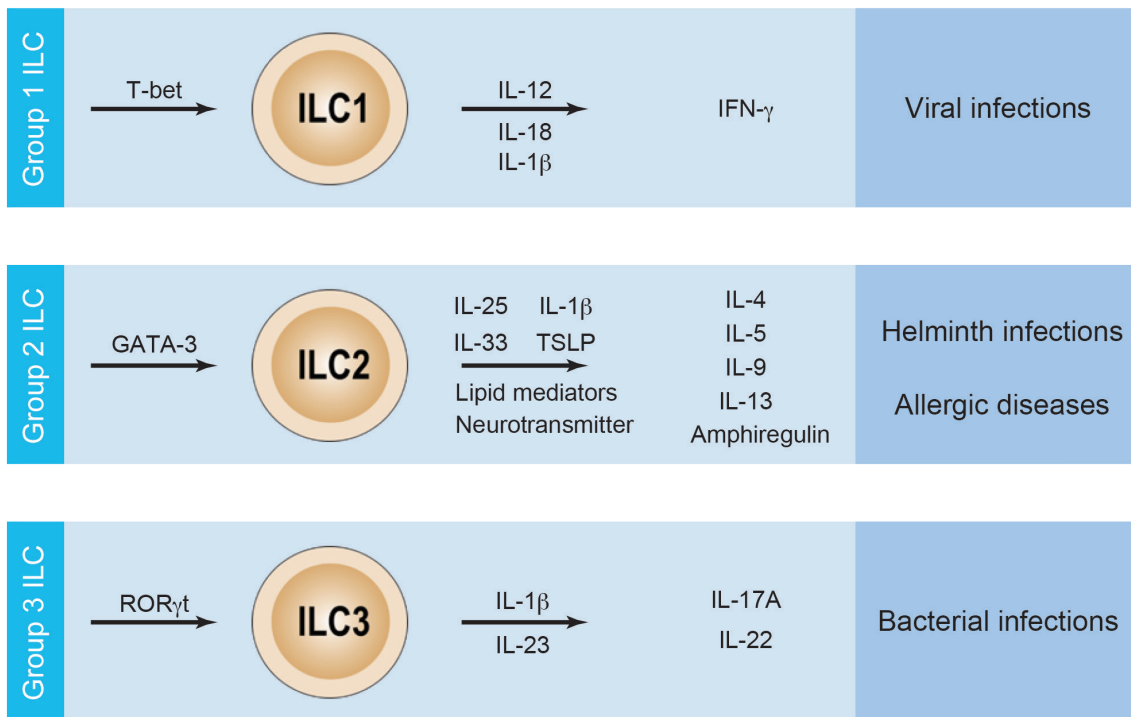 Group 1 ILC
T-bet
ILC1
IL-12
IL-18
IL-1β
IFN-γ
Viral infections
Group 2 ILC
GATA-3
ILC2
IL-25 IL-1β
IL-33 TSLP
Lipid mediators
Neurotransmitter
IL-4
IL-5
IL-9
IL-13
Amphiregulin
Helminth infections
Allergic diseases
Group 3 ILC
RORγt
ILC3
IL-1β
IL-23
IL-17A
IL-22
Bacterial infections